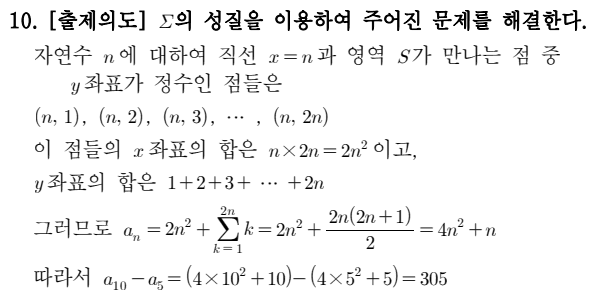 10. [출제의도] Σ의 성질을 이용하여 주어진 문제를 해결한다.
자연수 n에 대하여 직선 x=n과 영역 S가 만나는 점 중
y좌표가 정수인 점들은
(n, 1), (n, 2), (n, 3), ⋯ , (n, 2n)
이 점들의 x좌표의 합은 n×2n=2n²이고,
y좌표의 합은 1+2+3+ ⋯ +2n
그러므로 aₙ=2n²+∑_{k=1}^{2n} k=2n²+\frac{2n(2n+1)}{2}=4n²+n
따라서 a₁₀−a₅=(4×10²+10)−(4×5²+5)=305